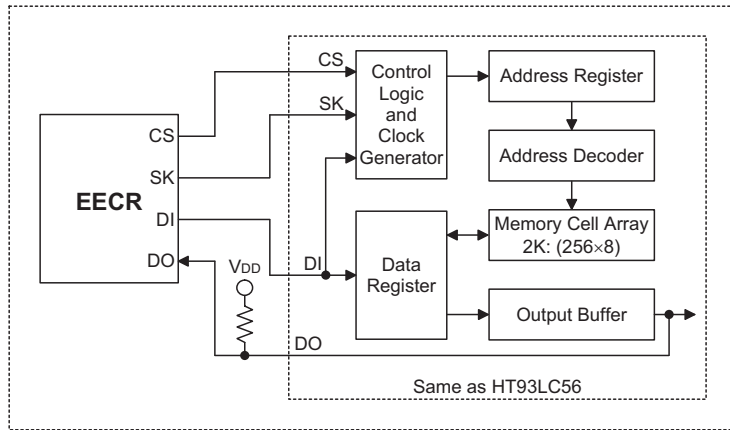 EECR
CS
SK
DI
DO
VDD
CS
SK
DI
DO
Control
Logic
and
Clock
Generator
Address Register
Address Decoder
Memory Cell Array
2K: (256×8)
Data
Register
Output Buffer
Same as HT93LC56